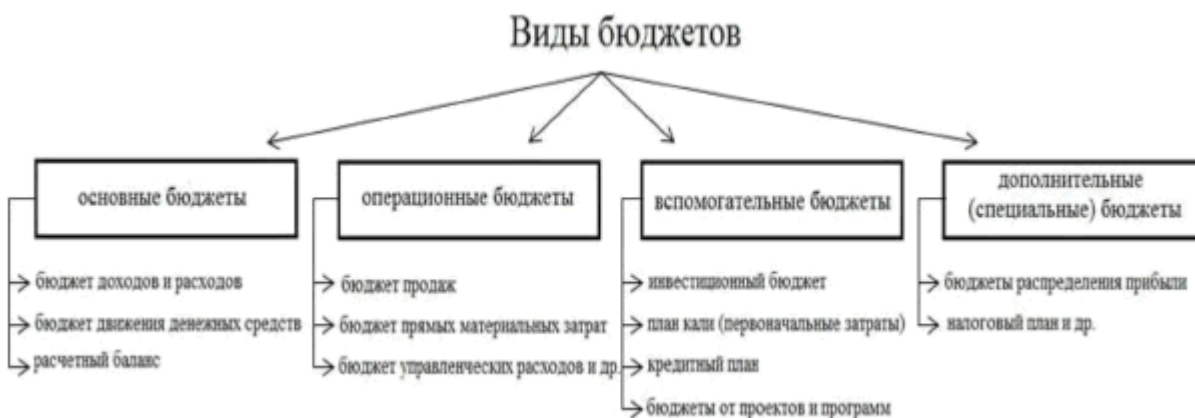 Виды бюджетов
основные бюджеты
бюджет доходов и расходов
бюджет движения денежных средств
расчетный баланс
операционные бюджеты
бюджет продаж
бюджет прямых материальных затрат
бюджет управленческих расходов и др.
вспомогательные бюджеты
инвестиционный бюджет
план кали (первоначальные затраты)
кредитный план
бюджеты от проектов и программ
дополнительные
(специальные) бюджеты
бюджеты распределения прибыли
налоговый план и др.